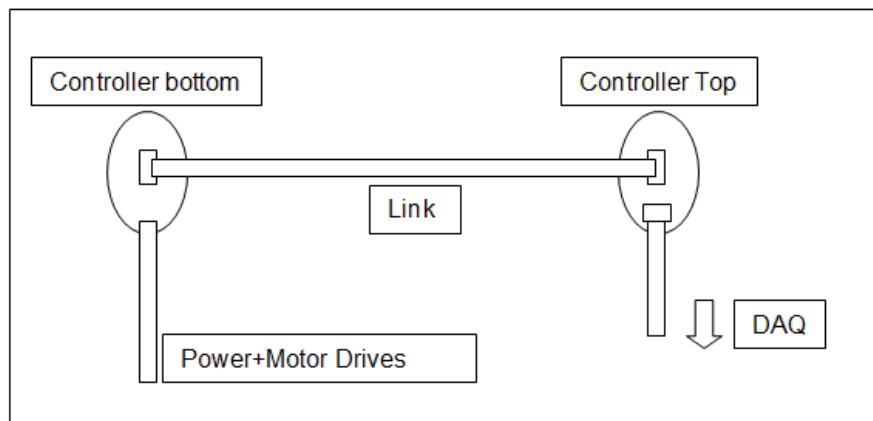 Controller bottom
Controller Top
Link
DAQ
Power+Motor Drives